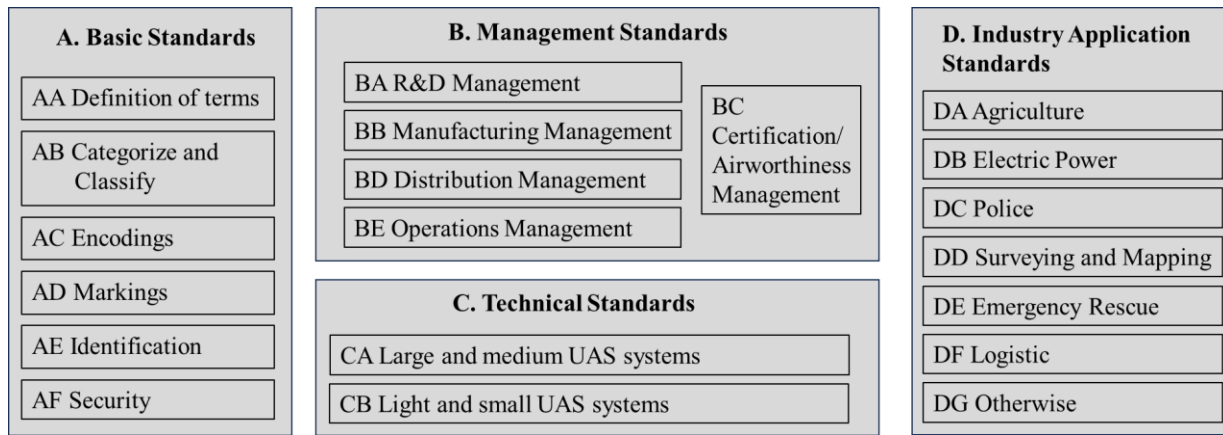 A. Basic Standards
AA Definition of terms
AB Categorize and
Classify
AC Encodings
AD Markings
AE Identification
AF Security
B. Management Standards
BA R&D Management
BB Manufacturing Management
BD Distribution Management
BE Operations Management
BC
Certification/
Airworthiness
Management
C. Technical Standards
CA Large and medium UAS systems
CB Light and small UAS systems
D. Industry Application
Standards
DA Agriculture
DB Electric Power
DC Police
DD Surveying and Mapping
DE Emergency Rescue
DF Logistic
DG Otherwise